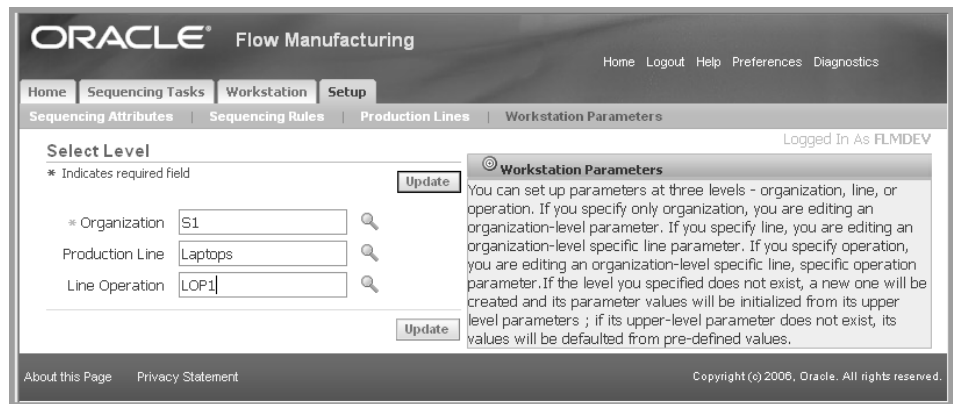 ORACLE® Flow Manufacturing
Home Logout Help Preferences Diagnostics
Home Sequencing Tasks Workstation Setup
Sequencing Attributes | Sequencing Rules | Production Lines | Workstation Parameters
Logged In As FLMDEV
Select Level
* Indicates required field
Update
* Organization S1
Production Line Laptops
Line Operation LOP1
Update
Workstation Parameters
You can set up parameters at three levels - organization, line, or
operation. If you specify only organization, you are editing an
organization-level parameter. If you specify line, you are editing an
organization-level specific line parameter. If you specify operation,
you are editing an organization-level specific line, specific operation
parameter.If the level you specified does not exist, a new one will be
created and its parameter values will be initialized from its upper
level parameters ; if its upper-level parameter does not exist, its
values will be defaulted from pre-defined values.
About this Page Privacy Statement
Copyright (c) 2006, Oracle. All rights reserved.